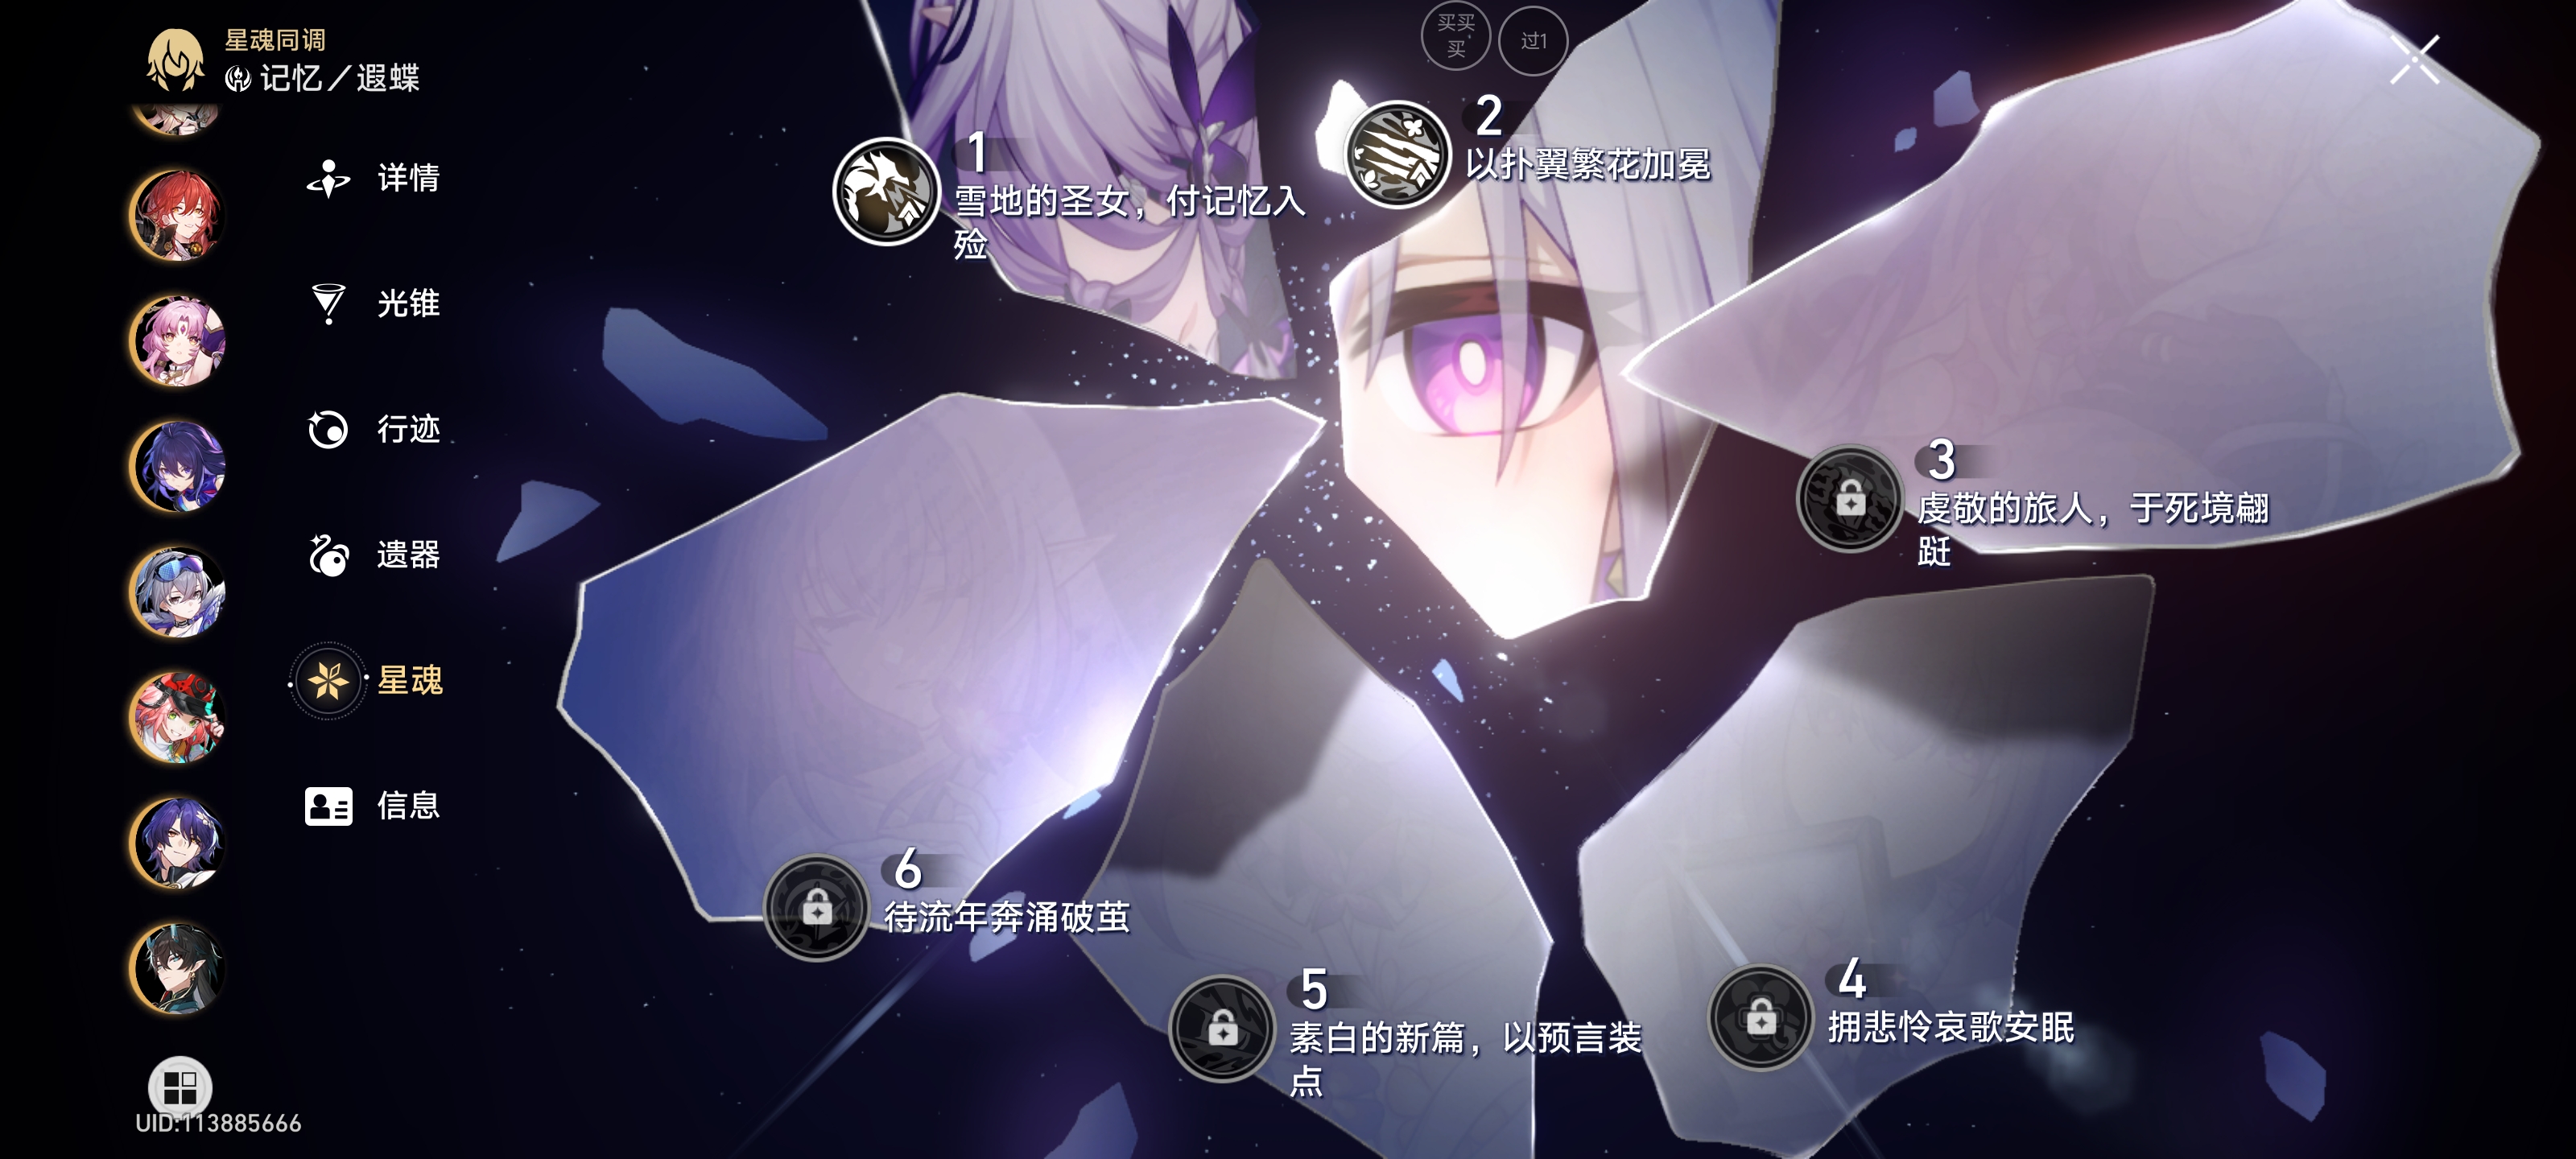 星魂同调
记忆／遐蝶
详情
光锥
行迹
遗器
星魂
信息
UID:113885666
买买
买
过1
1
雪地的圣女，付记忆入
殓
2
以扑翼繁花加冕
3
虔敬的旅人，于死境翩
跹
4
拥悲怜哀歌安眠
5
素白的新篇，以预言装
点
6
待流年奔涌破茧